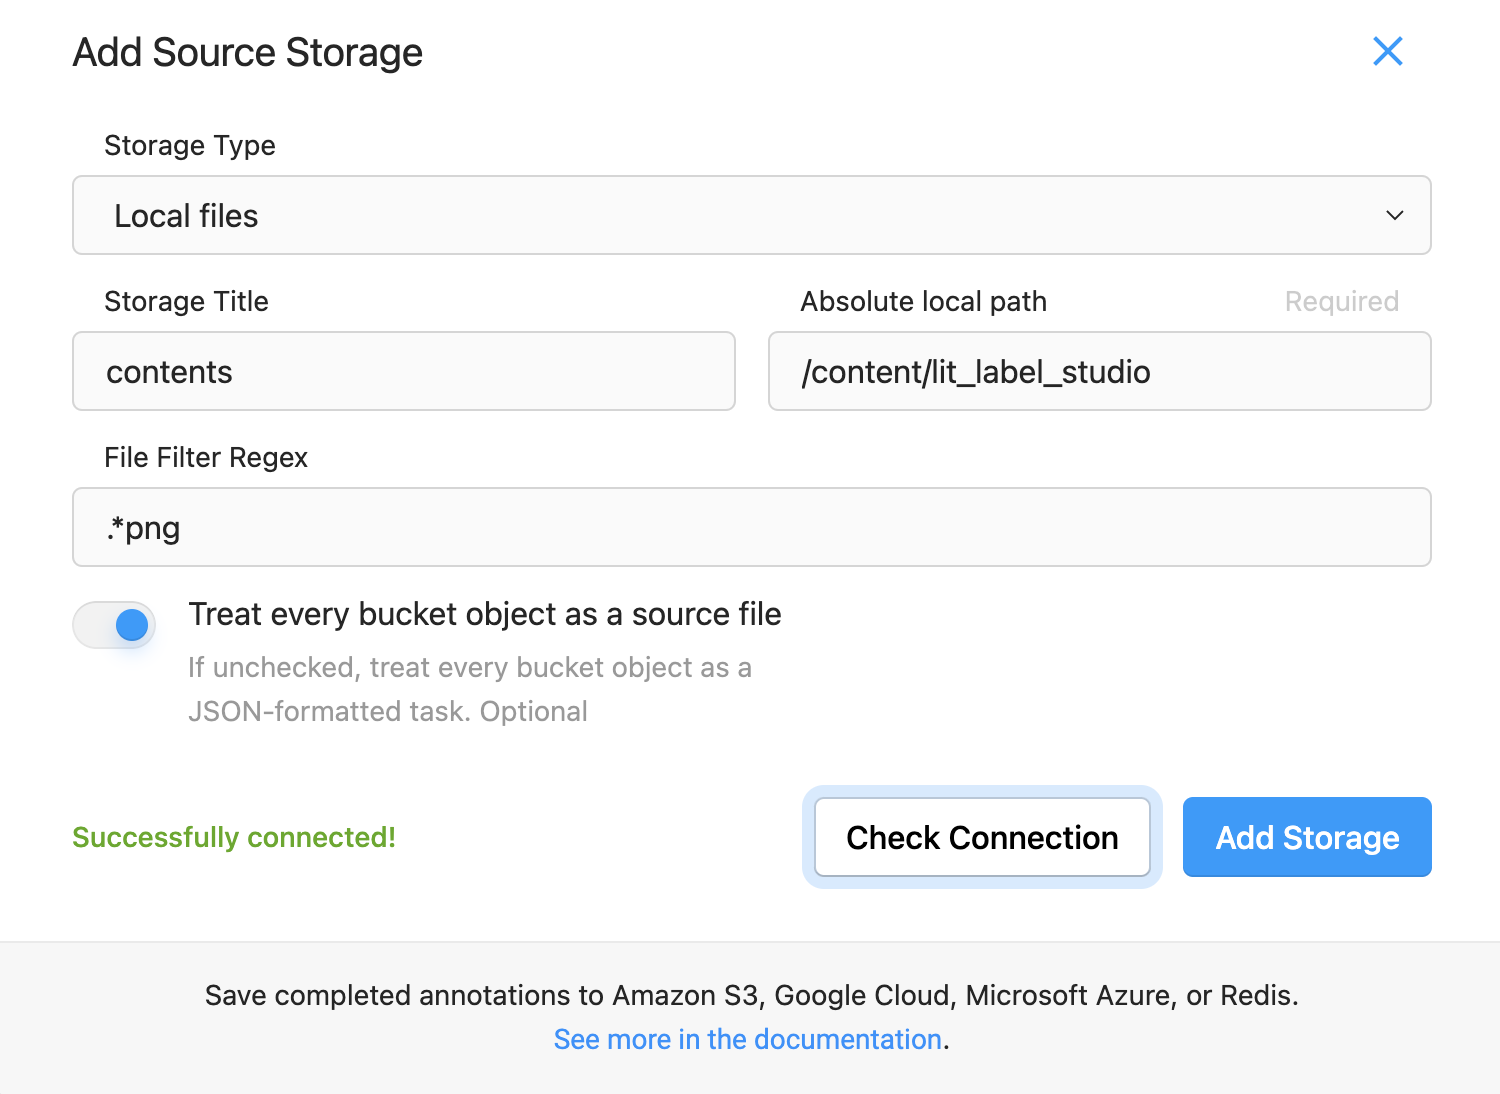 Add Source Storage
Storage Type
Local files
Storage Title
Absolute local path
Required
contents
/content/lit_label_studio
File Filter Regex
.*png
Treat every bucket object as a source file
If unchecked, treat every bucket object as a
JSON-formatted task. Optional
Successfully connected!
Check Connection
Add Storage
Save completed annotations to Amazon S3, Google Cloud, Microsoft Azure, or Redis.
See more in the documentation.